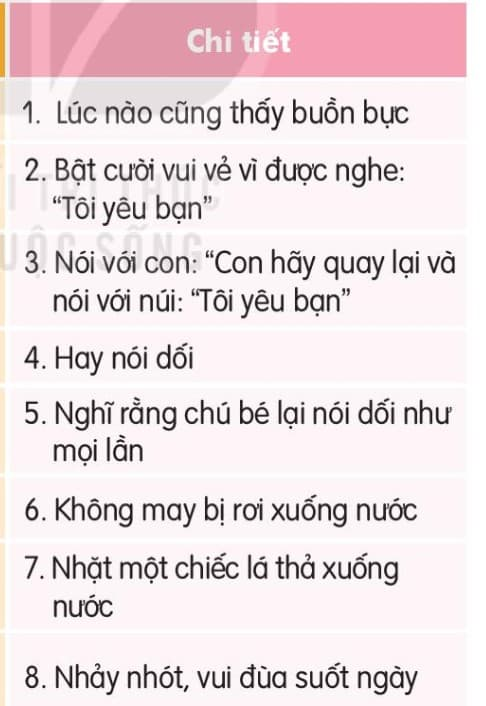 Chi tiết
1. Lúc nào cũng thấy buồn bực
2. Bật cười vui vẻ vì được nghe:
“Tôi yêu bạn”
3. Nói với con: “Con hãy quay lại và
nói với núi: “Tôi yêu bạn”
4. Hay nói dối
5. Nghĩ rằng chú bé lại nói dối như
mọi lần
6. Không may bị rơi xuống nước
7. Nhặt một chiếc lá thả xuống
nước
8. Nhảy nhót, vui đùa suốt ngày